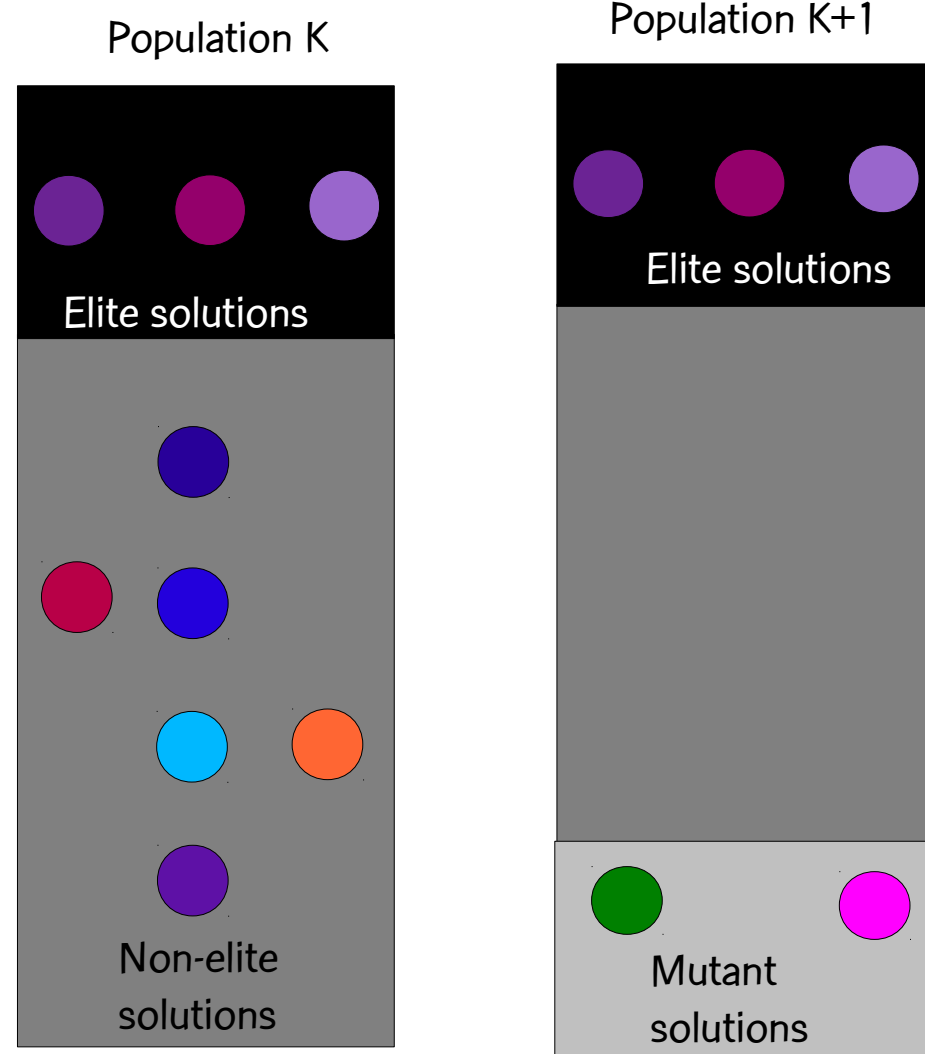 Population K
Population K+1
Elite solutions
Elite solutions
Non-elite
solutions
Mutant
solutions